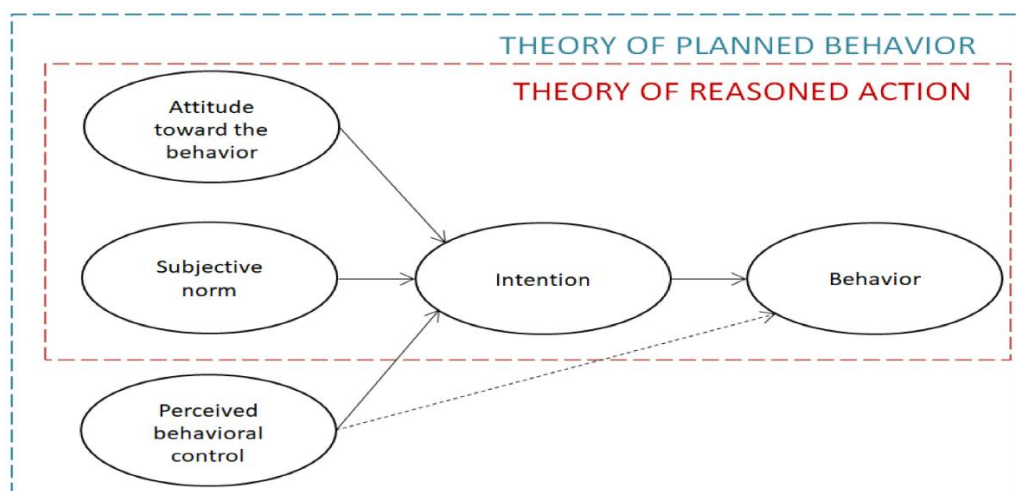 THEORY OF PLANNED BEHAVIOR
THEORY OF REASONED ACTION
Attitude
toward the
behavior
Subjective
norm
Intention
Behavior
Perceived
behavioral
control